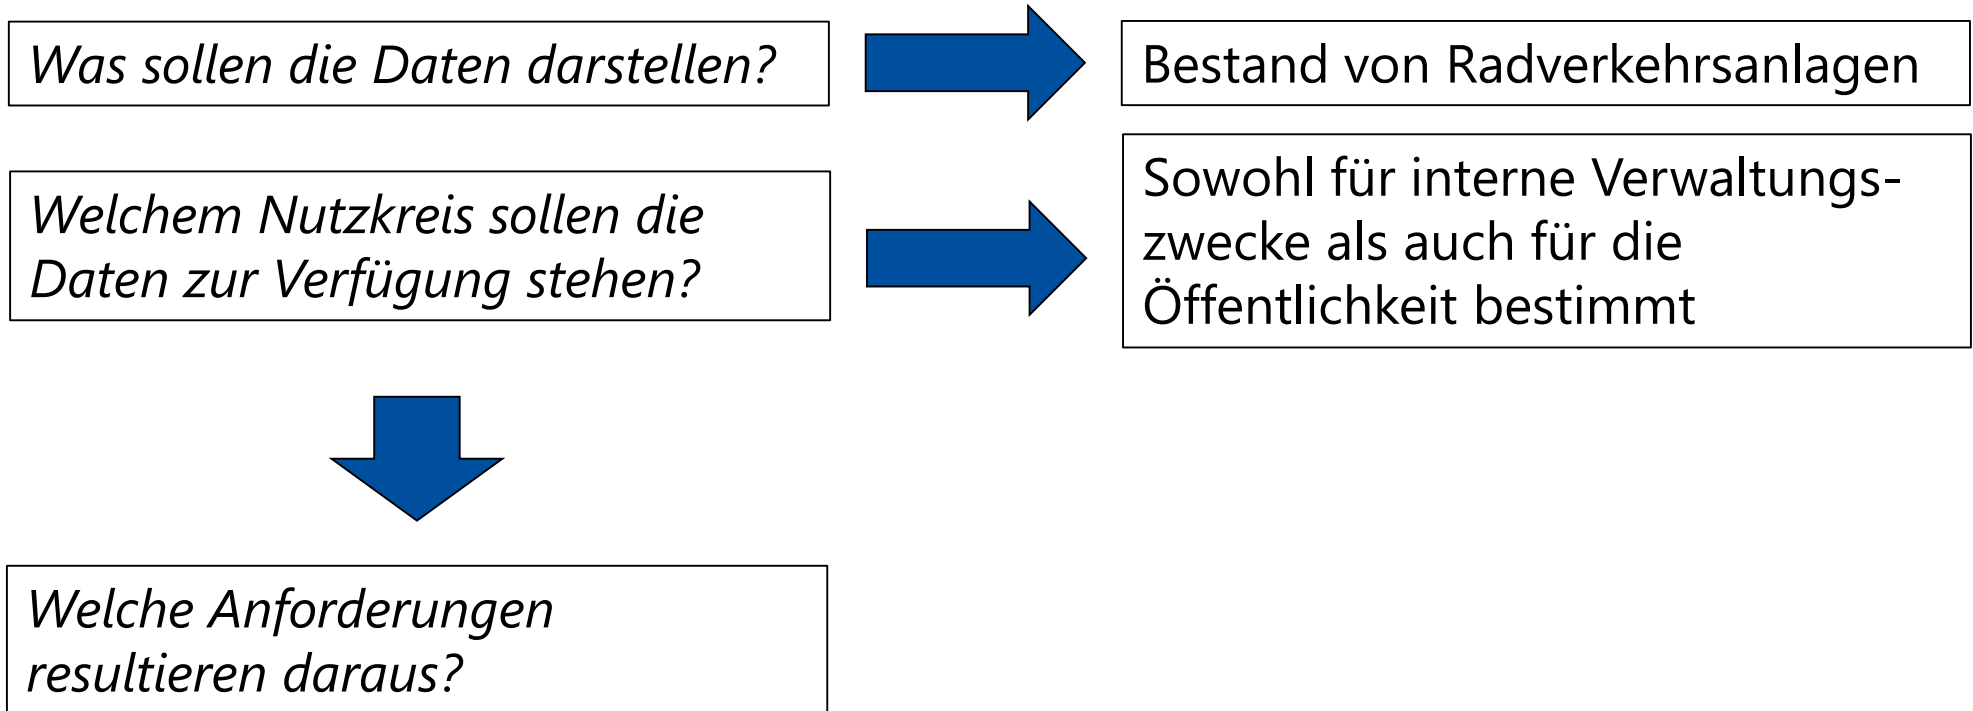 Was sollen die Daten darstellen?
Bestand von Radverkehrsanlagen
Welchem Nutzkreis sollen die
Daten zur Verfügung stehen?
Sowohl für interne Verwaltungs-
zwecke als auch für die
Öffentlichkeit bestimmt
Welche Anforderungen
resultieren daraus?